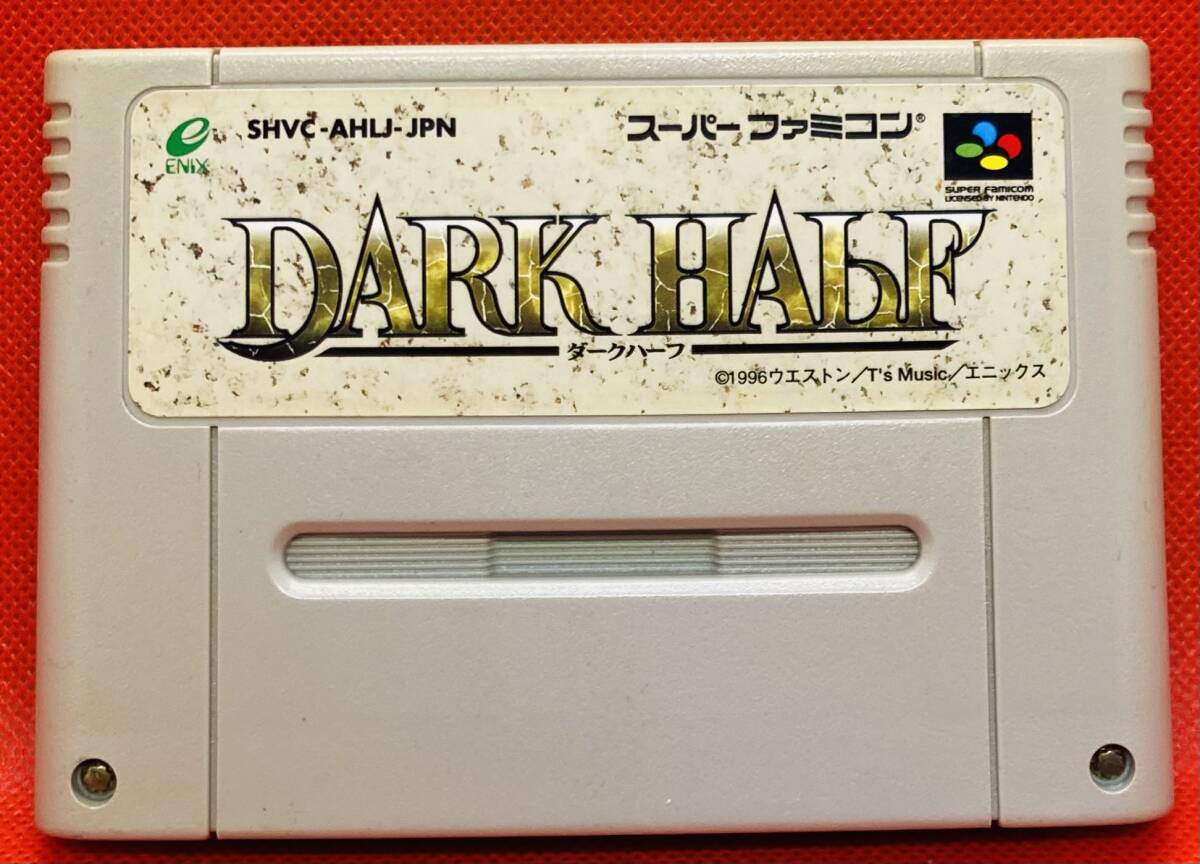 e
ENIX
SHVC-AHLJ-JPN
スーパーファミコン®
SUPER FAMICOM
LICENSED BY NINTENDO
DARK HALF
ダークハーフ
©1996ウエストン/T's Music/エニックス